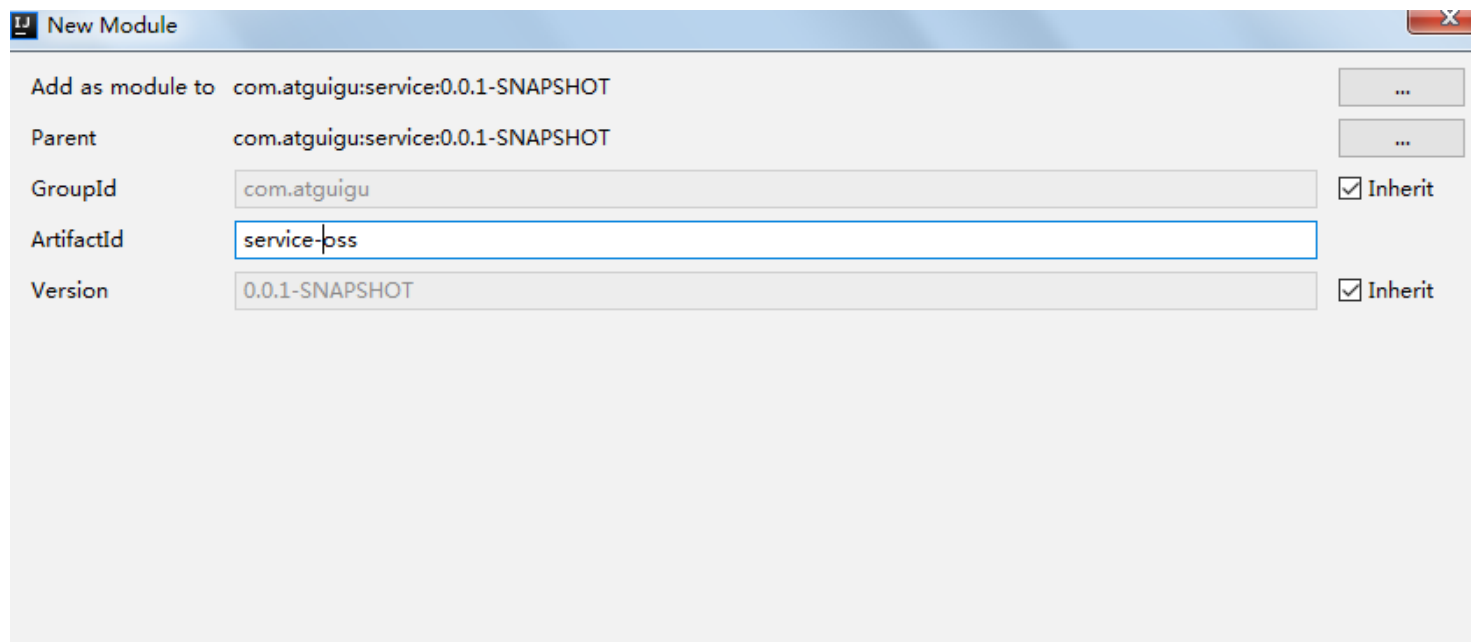 New Module
Add as module to com.atguigu:service:0.0.1-SNAPSHOT ...
Parent com.atguigu:service:0.0.1-SNAPSHOT ...
GroupId com.atguigu Inherit
ArtifactId service-oss
Version 0.0.1-SNAPSHOT Inherit